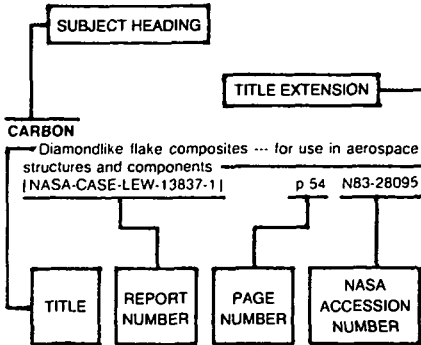 SUBJECT HEADING
TITLE EXTENSION
CARBON
Diamondlike flake composites --- for use in aerospace
structures and components
[NASA-CASE-LEW-13837-1] p 54 N83-28095
TITLE
REPORT
NUMBER
PAGE
NUMBER
NASA
ACCESSION
NUMBER